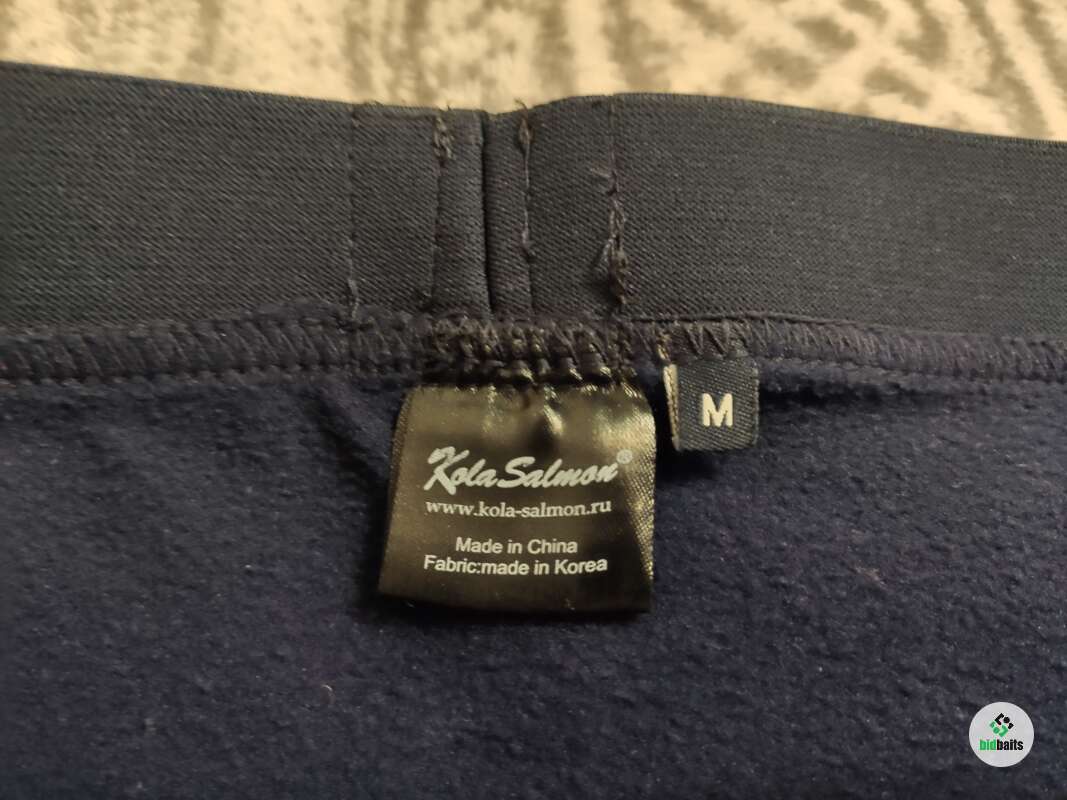 M
Kola Salmon®
www.kola-salmon.ru
Made in China
Fabric:made in Korea
bidbaits